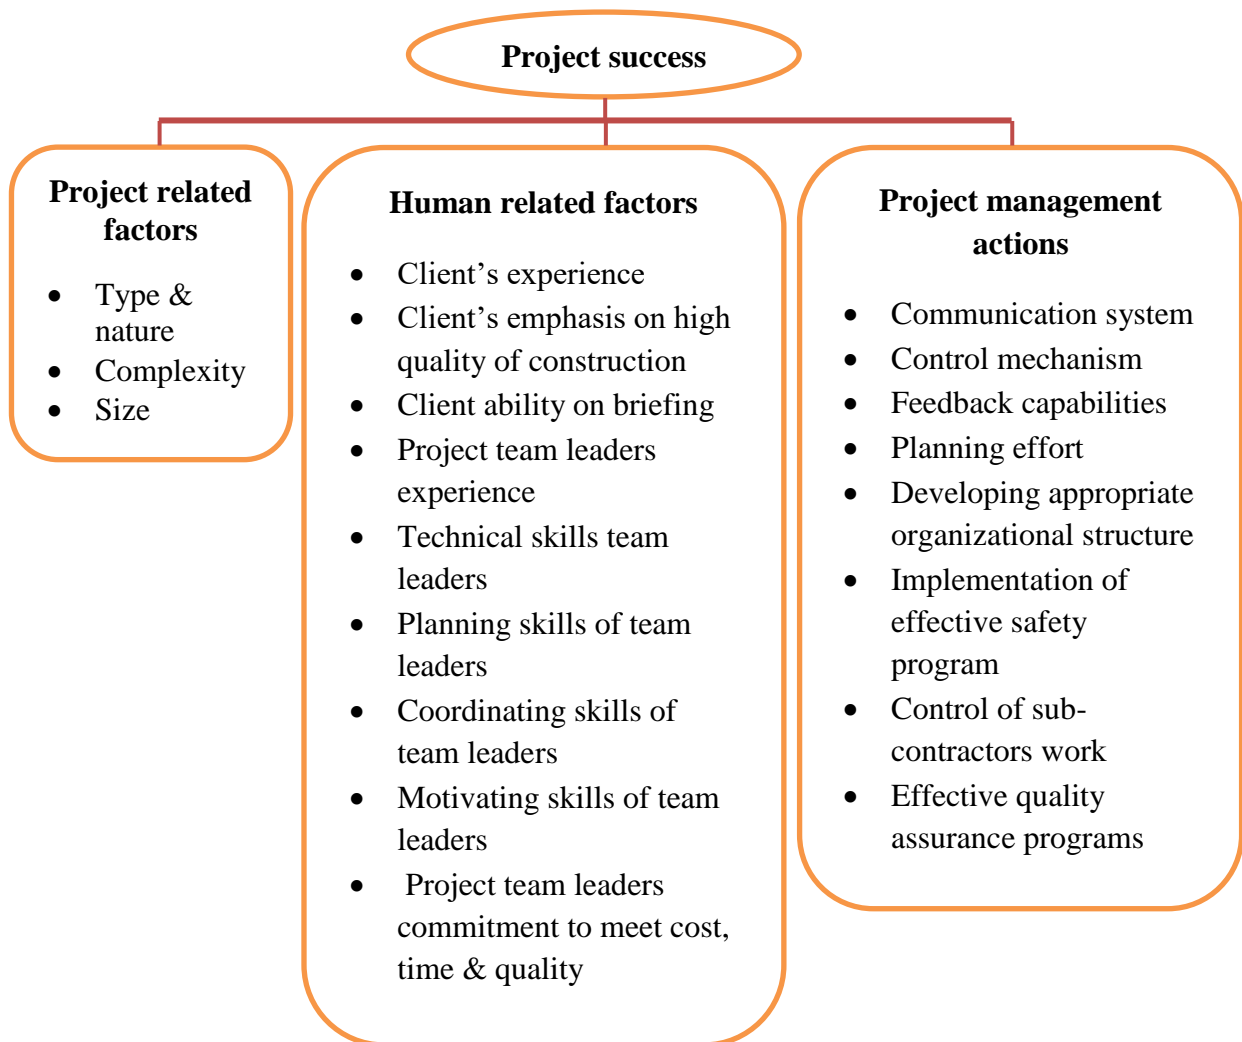 Project success
Project related
factors
• Type &
nature
• Complexity
• Size
Human related factors
• Client’s experience
• Client’s emphasis on high
quality of construction
• Client ability on briefing
• Project team leaders
experience
• Technical skills team
leaders
• Planning skills of team
leaders
• Coordinating skills of
team leaders
• Motivating skills of team
leaders
• Project team leaders
commitment to meet cost,
time & quality
Project management
actions
• Communication system
• Control mechanism
• Feedback capabilities
• Planning effort
• Developing appropriate
organizational structure
• Implementation of
effective safety
program
• Control of sub-
contractors work
• Effective quality
assurance programs